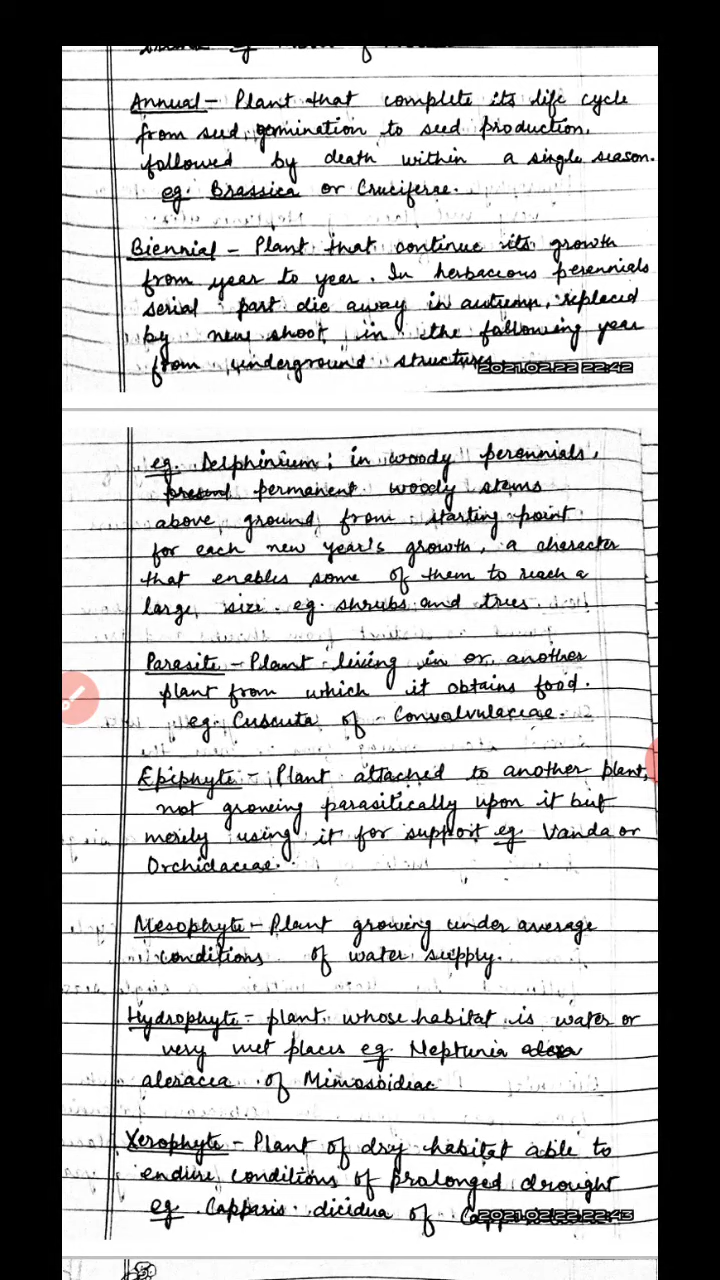 Annual - Plant that complete its life cycle
from seed gemination to seed production,
followed by death within a single season.
eg. Brassica or Cruciferae.
Biennial - Plant that continue its growth
from year to year. In herbacious perennials
serial part die away in autumn, replaced
by new shoot in the following year
from underground structures.
2021.02.22 22:42
eg. Delphinium; in woody perennials,
permanent woody stems
above ground from starting point
for each new year's growth, a character
that enables some of them to reach a
large size. eg. shrubs and trees.
Parasite - Plant living in or another
plant from which it obtains food.
eg. Cuscuta of Convolvulaceae.
Epiphyte - Plant attached to another plant,
not growing parasitically upon it but
merely using it for support eg Vanda or
Orchidaceae.
Mesophyte - Plant growing under average
conditions of water supply.
Hydrophyte - plant whose habitat is water or
very wet places eg. Neptunia
aleracea of Mimosoidiae
Xerophyte - Plant of dry habitat able to
endure conditions of prolonged drought
eg Capparis dicidua of
2021.02.22 22:43